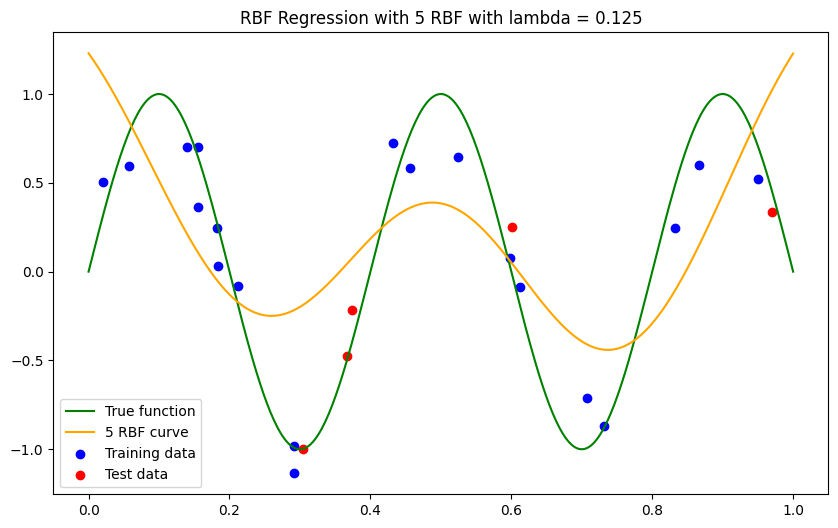 RBF Regression with 5 RBF with lambda = 0.125
1.0
0.5
0.0
−0.5
−1.0
True function
5 RBF curve
Training data
Test data
0.0 0.2 0.4 0.6 0.8 1.0